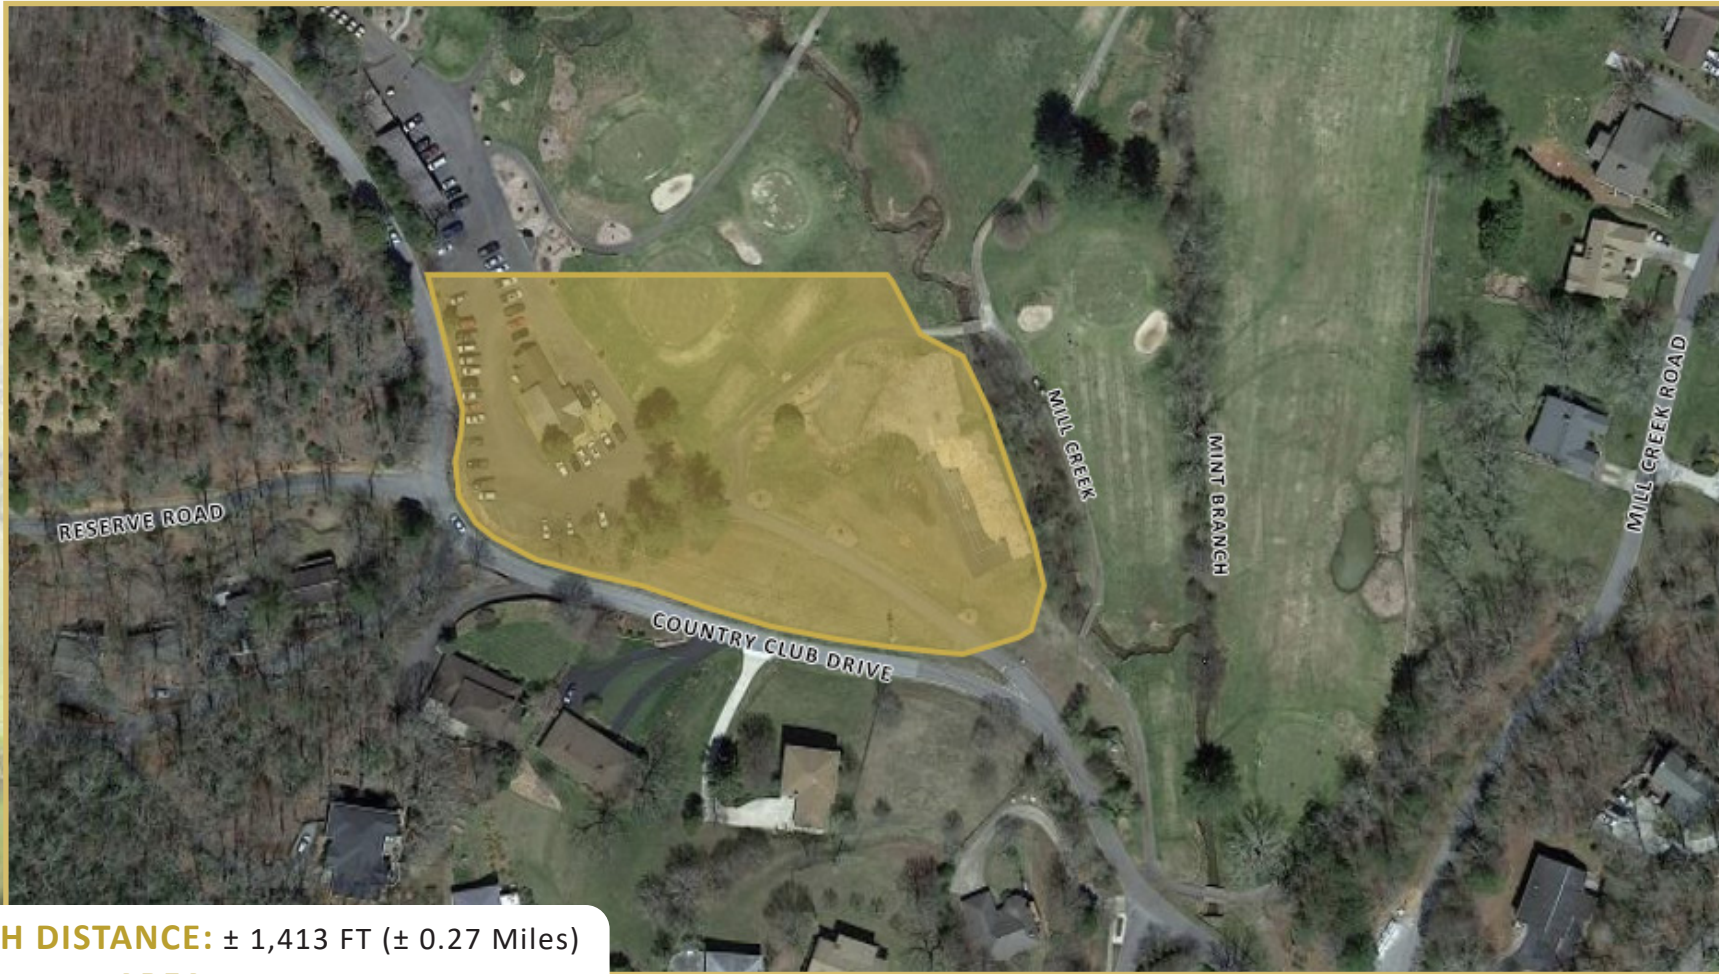 RESERVE ROAD
COUNTRY CLUB DRIVE
MILL CREEK
MINT BRANCH
MILL CREEK ROAD
H DISTANCE: ± 1,413 FT (± 0.27 Miles)